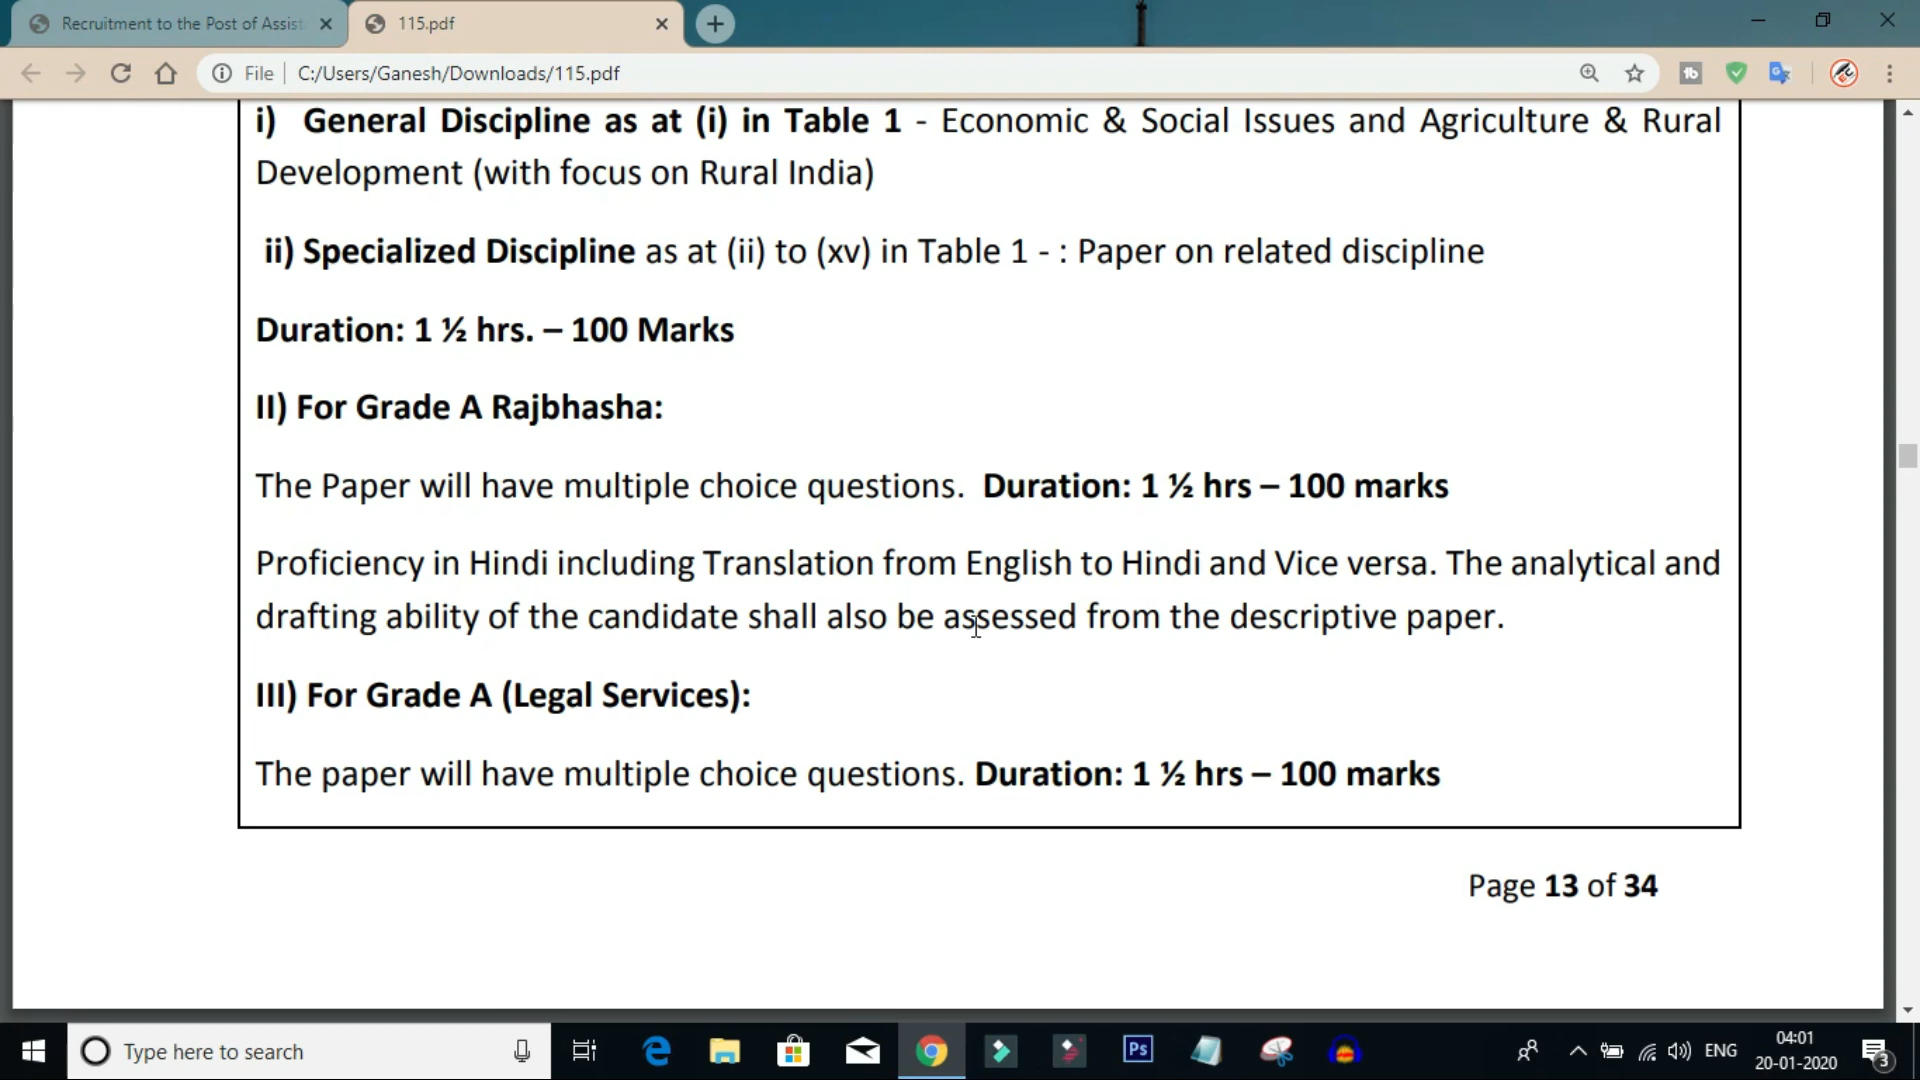 Recruitment to the Post of Assist
115.pdf
File
C:/Users/Ganesh/Downloads/115.pdf
i) General Discipline as at (i) in Table 1 - Economic & Social Issues and Agriculture & Rural
Development (with focus on Rural India)
ii) Specialized Discipline as at (ii) to (xv) in Table 1 - : Paper on related discipline
Duration: 1 ½ hrs. – 100 Marks
II) For Grade A Rajbhasha:
The Paper will have multiple choice questions. Duration: 1 ½ hrs – 100 marks
Proficiency in Hindi including Translation from English to Hindi and Vice versa. The analytical and
drafting ability of the candidate shall also be assessed from the descriptive paper.
III) For Grade A (Legal Services):
The paper will have multiple choice questions. Duration: 1 ½ hrs – 100 marks
Page 13 of 34
Type here to search
Ps
ENG
04:01
20-01-2020
3